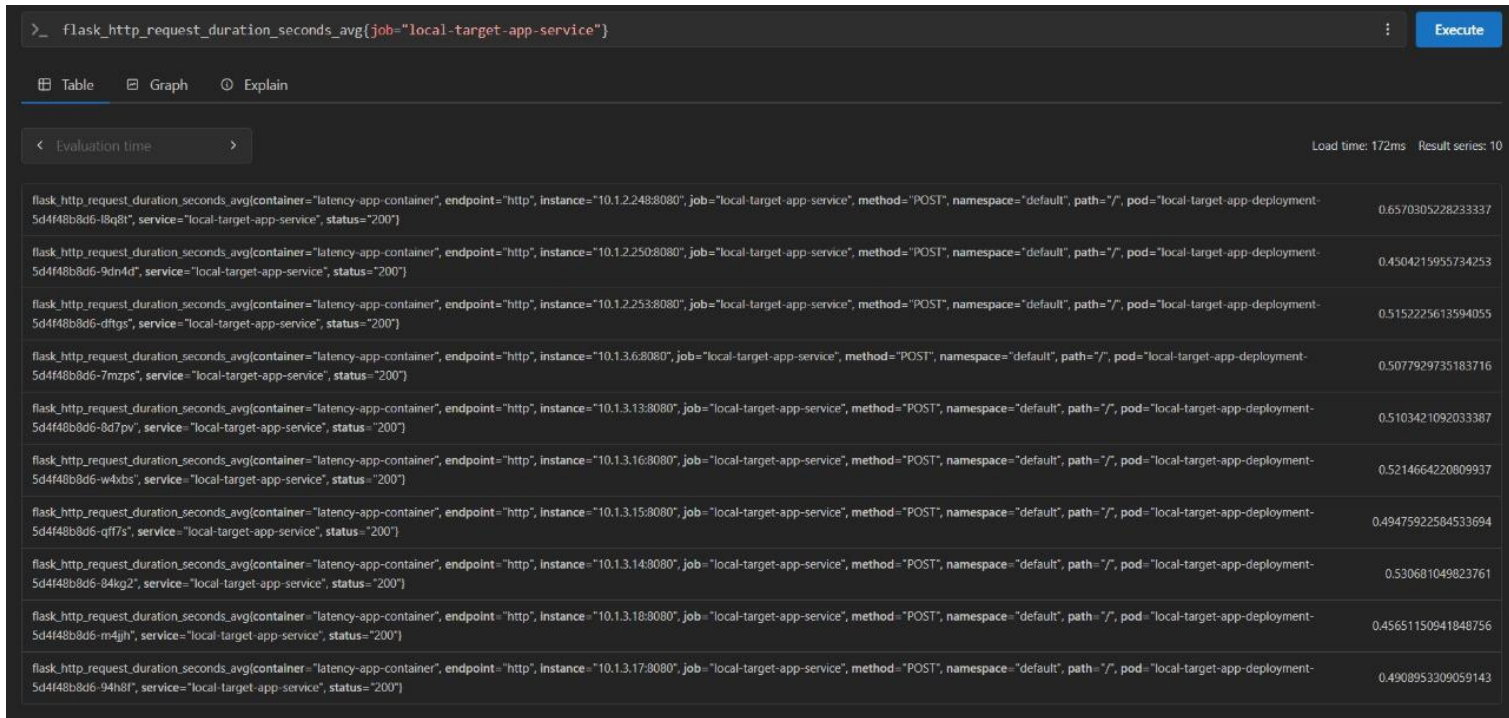 >_ flask_http_request_duration_seconds_avg{job="local-target-app-service"}
Execute
Table Graph Explain
< Evaluation time >
Load time: 172ms Result series: 10
flask_http_request_duration_seconds_avg{container="latency-app-container", endpoint="http", instance="10.1.2.248:8080", job="local-target-app-service", method="POST", namespace="default", path="/", pod="local-target-app-deployment-
5d4f48b8d6-l8q8t", service="local-target-app-service", status="200"}
0.6570305228233337
flask_http_request_duration_seconds_avg{container="latency-app-container", endpoint="http", instance="10.1.2.250:8080", job="local-target-app-service", method="POST", namespace="default", path="/", pod="local-target-app-deployment-
5d4f48b8d6-9dn4d", service="local-target-app-service", status="200"}
0.4504215955734253
flask_http_request_duration_seconds_avg{container="latency-app-container", endpoint="http", instance="10.1.2.253:8080", job="local-target-app-service", method="POST", namespace="default", path="/", pod="local-target-app-deployment-
5d4f48b8d6-dftgs", service="local-target-app-service", status="200"}
0.5152225613594055
flask_http_request_duration_seconds_avg{container="latency-app-container", endpoint="http", instance="10.1.3.6:8080", job="local-target-app-service", method="POST", namespace="default", path="/", pod="local-target-app-deployment-
5d4f48b8d6-7mzps", service="local-target-app-service", status="200"}
0.5077929735183716
flask_http_request_duration_seconds_avg{container="latency-app-container", endpoint="http", instance="10.1.3.13:8080", job="local-target-app-service", method="POST", namespace="default", path="/", pod="local-target-app-deployment-
5d4f48b8d6-8d7pv", service="local-target-app-service", status="200"}
0.5103421092033387
flask_http_request_duration_seconds_avg{container="latency-app-container", endpoint="http", instance="10.1.3.16:8080", job="local-target-app-service", method="POST", namespace="default", path="/", pod="local-target-app-deployment-
5d4f48b8d6-w4xbs", service="local-target-app-service", status="200"}
0.5214664220809937
flask_http_request_duration_seconds_avg{container="latency-app-container", endpoint="http", instance="10.1.3.15:8080", job="local-target-app-service", method="POST", namespace="default", path="/", pod="local-target-app-deployment-
5d4f48b8d6-qff7s", service="local-target-app-service", status="200"}
0.49475922584533694
flask_http_request_duration_seconds_avg{container="latency-app-container", endpoint="http", instance="10.1.3.14:8080", job="local-target-app-service", method="POST", namespace="default", path="/", pod="local-target-app-deployment-
5d4f48b8d6-84kg2", service="local-target-app-service", status="200"}
0.530681049823761
flask_http_request_duration_seconds_avg{container="latency-app-container", endpoint="http", instance="10.1.3.18:8080", job="local-target-app-service", method="POST", namespace="default", path="/", pod="local-target-app-deployment-
5d4f48b8d6-m4jjh", service="local-target-app-service", status="200"}
0.45651150941848756
flask_http_request_duration_seconds_avg{container="latency-app-container", endpoint="http", instance="10.1.3.17:8080", job="local-target-app-service", method="POST", namespace="default", path="/", pod="local-target-app-deployment-
5d4f48b8d6-94h8f", service="local-target-app-service", status="200"}
0.4908953309059143